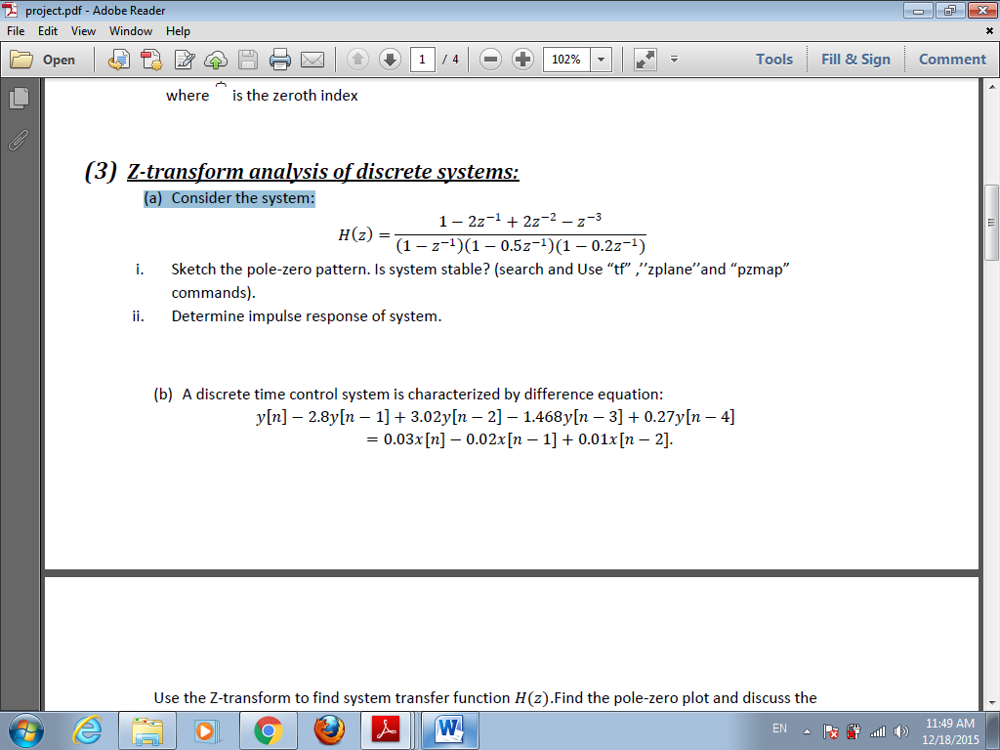 project.pdf - Adobe Reader
File Edit View Window Help
Open 1 / 4 102% Tools Fill & Sign Comment
where is the zeroth index
(3) Z-transform analysis of discrete systems:
(a) Consider the system:
H(z) = \frac{1 − 2z^{−1} + 2z^{−2} − z^{−3}}{(1 − z^{−1})(1 − 0.5z^{−1})(1 − 0.2z^{−1})}
i. Sketch the pole-zero pattern. Is system stable? (search and Use “tf” ,’’zplane’’and “pzmap”
commands).
ii. Determine impulse response of system.
(b) A discrete time control system is characterized by difference equation:
y[n] − 2.8y[n − 1] + 3.02y[n − 2] − 1.468y[n − 3] + 0.27y[n − 4]
= 0.03x[n] − 0.02x[n − 1] + 0.01x[n − 2].
Use the Z-transform to find system transfer function H(z).Find the pole-zero plot and discuss the
EN 11:49 AM
12/18/2015